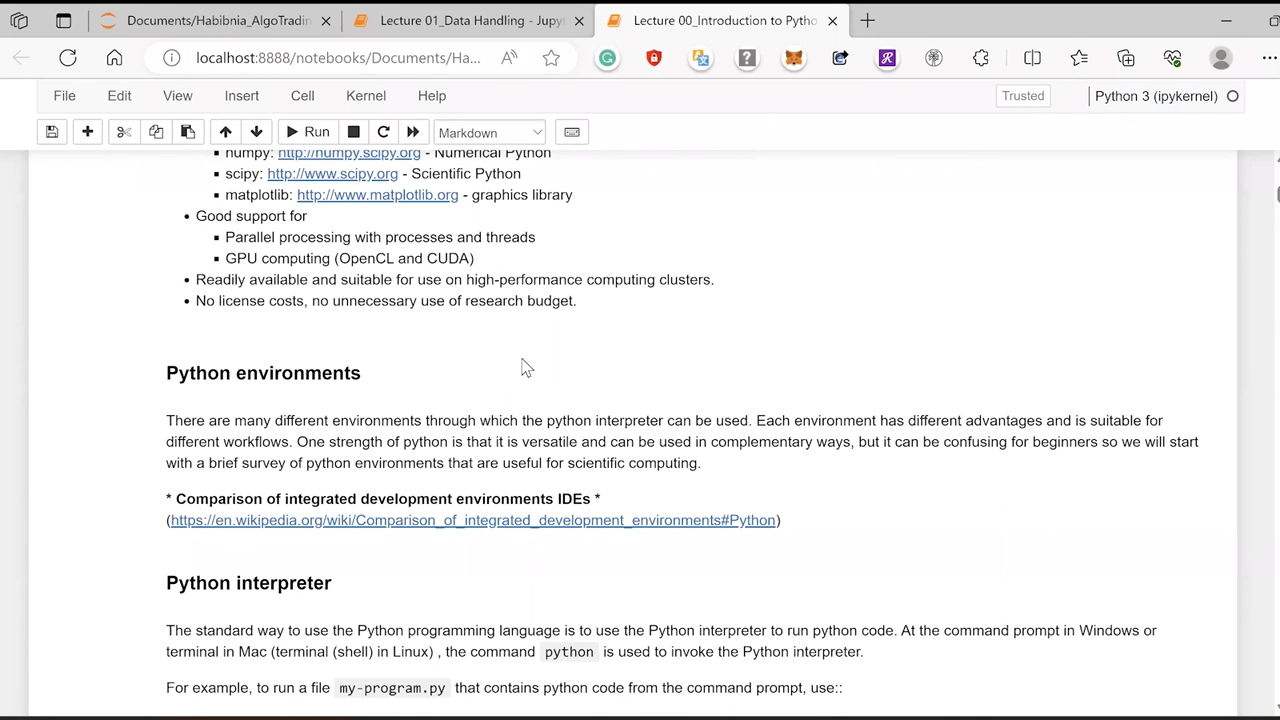 Documents/Habibnia_AlgoTradin
Lecture 01_Data Handling - Jupyt
Lecture 00_Introduction to Pytho
localhost:8888/notebooks/Documents/Ha...
File Edit View Insert Cell Kernel Help Trusted Python 3 (ipykernel)
Run Markdown
numpy: http://numpy.scipy.org - Numerical Python
scipy: http://www.scipy.org - Scientific Python
matplotlib: http://www.matplotlib.org - graphics library
Good support for
Parallel processing with processes and threads
GPU computing (OpenCL and CUDA)
Readily available and suitable for use on high-performance computing clusters.
No license costs, no unnecessary use of research budget.
Python environments
There are many different environments through which the python interpreter can be used. Each environment has different advantages and is suitable for
different workflows. One strength of python is that it is versatile and can be used in complementary ways, but it can be confusing for beginners so we will start
with a brief survey of python environments that are useful for scientific computing.
* Comparison of integrated development environments IDEs *
(https://en.wikipedia.org/wiki/Comparison_of_integrated_development_environments#Python)
Python interpreter
The standard way to use the Python programming language is to use the Python interpreter to run python code. At the command prompt in Windows or
terminal in Mac (terminal (shell) in Linux) , the command python is used to invoke the Python interpreter.
For example, to run a file my-program.py that contains python code from the command prompt, use::